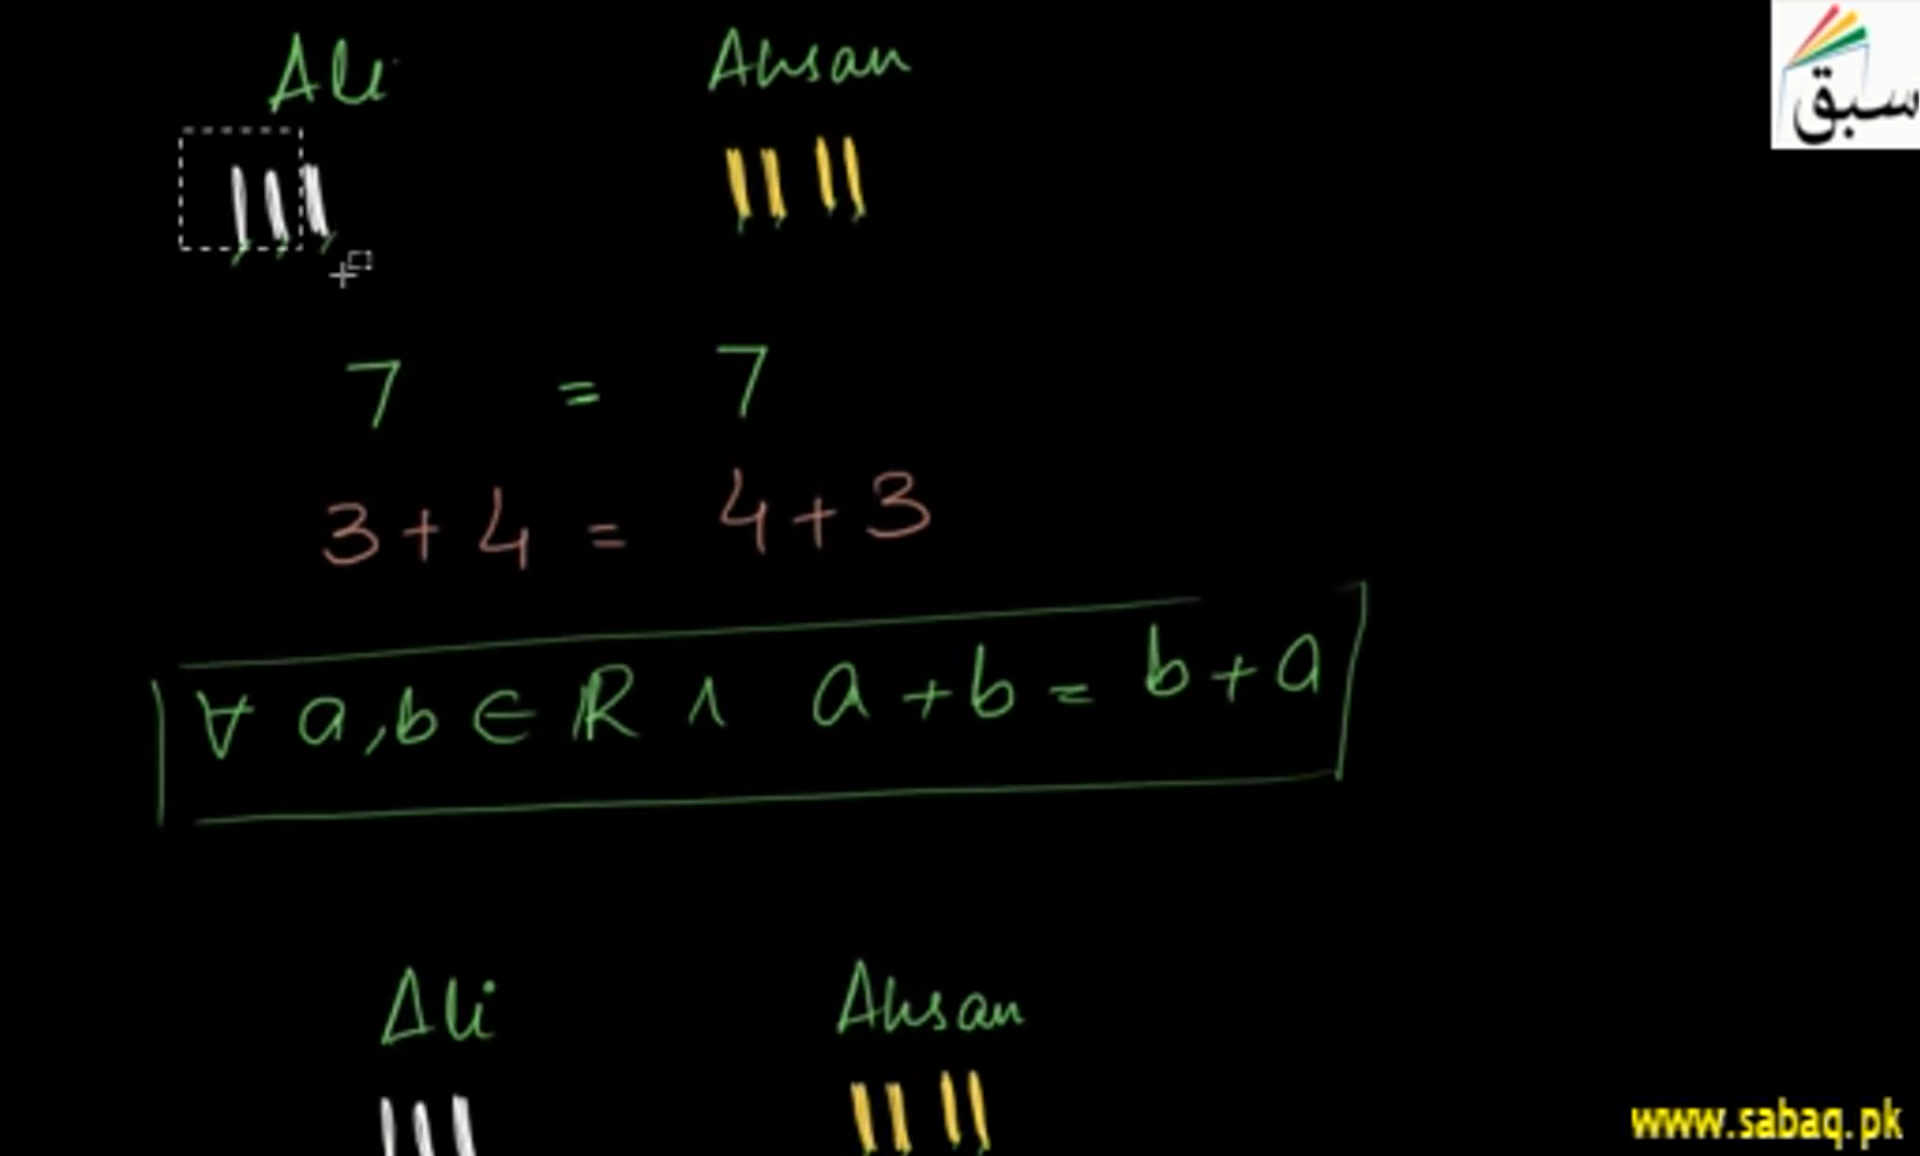 Ali Ahsan
سبق
7 = 7
3 + 4 = 4 + 3
∀ a, b ∈ R ∧ a + b = b + a
Ali Ahsan
www.sabaq.pk